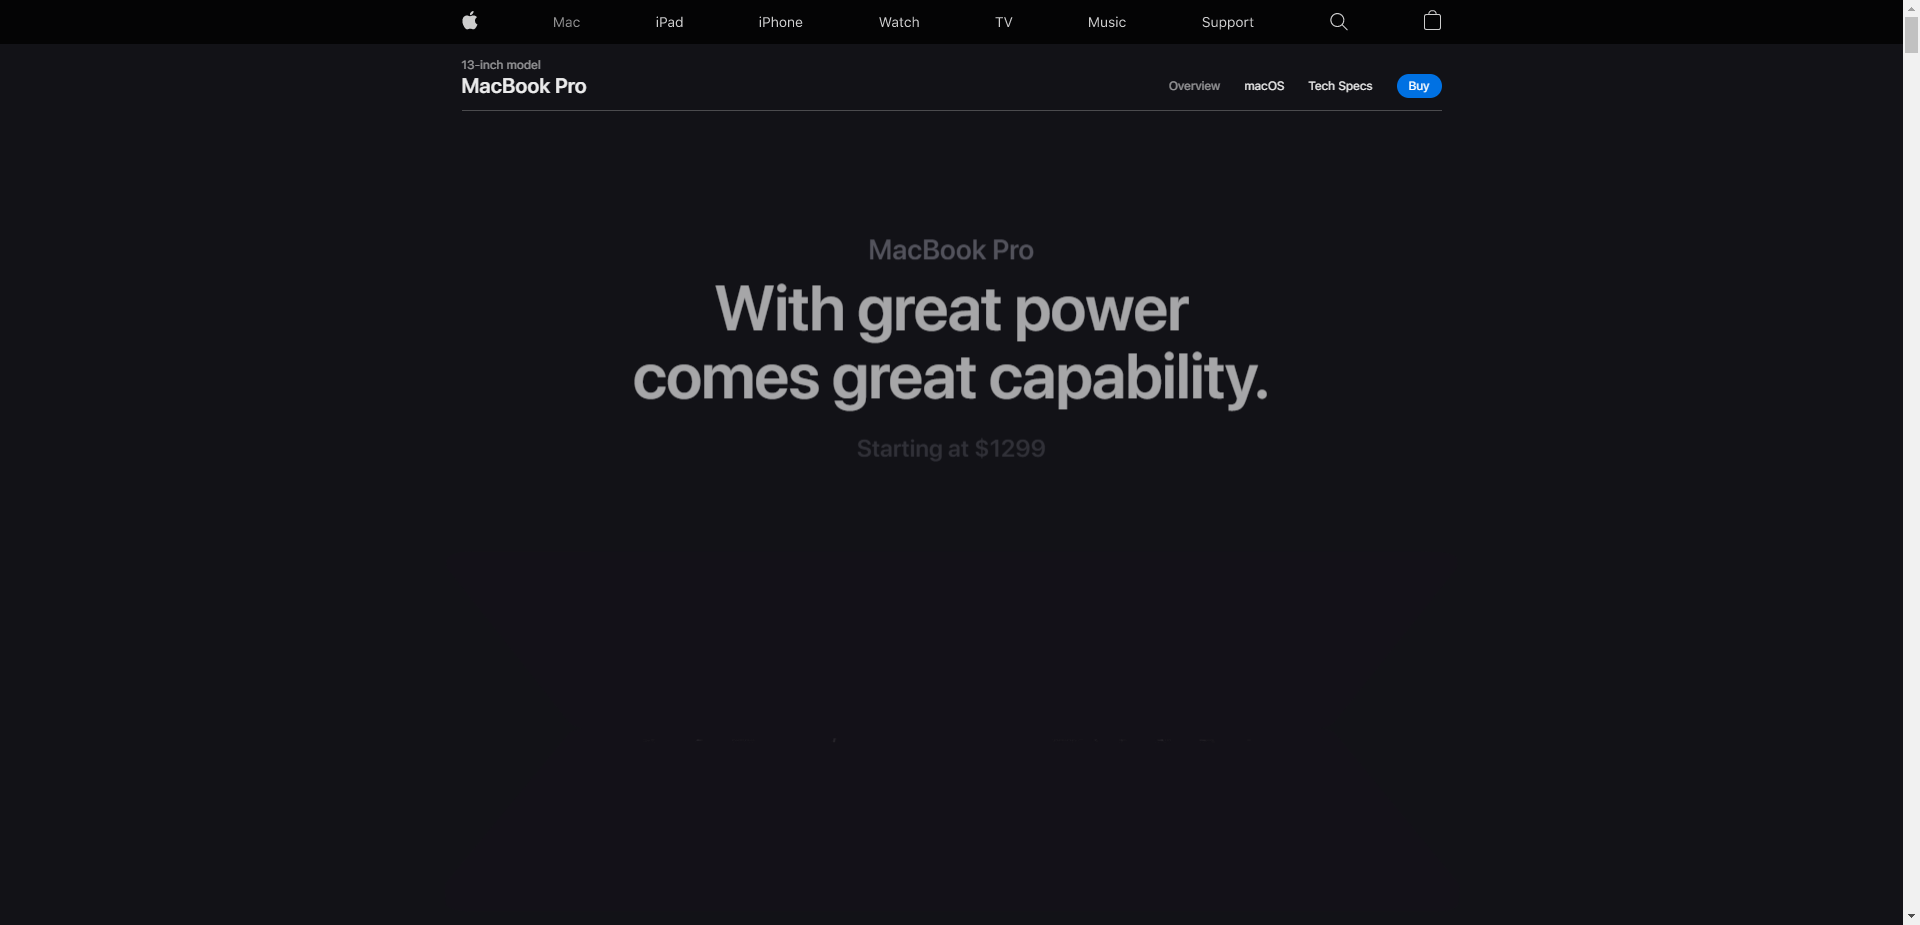 Mac iPad iPhone Watch TV Music Support
13-inch model
MacBook Pro
Overview macOS Tech Specs Buy
MacBook Pro
With great power
comes great capability.
Starting at $1299